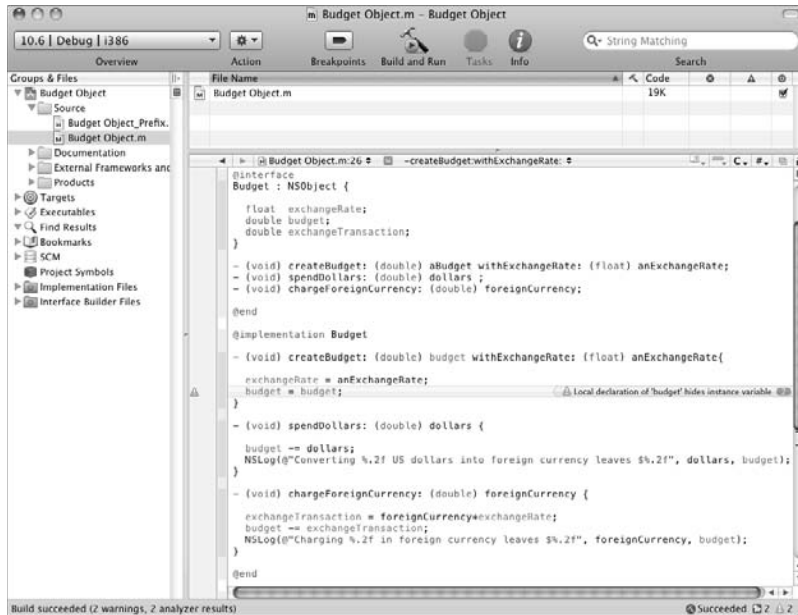 Budget Object.m – Budget Object
10.6 | Debug | i386
String Matching
Overview
Action
Breakpoints
Build and Run
Tasks
Info
Search
Groups & Files
File Name
Code
Budget Object
Budget Object.m
19K
Source
Budget Object_Prefix.
Budget Object.m
Documentation
External Frameworks and
Products
Targets
Executables
Find Results
Bookmarks
SCM
Project Symbols
Implementation Files
Interface Builder Files
Budget Object.m:26
-createBudget:withExchangeRate:
C
#
@interface
Budget : NSObject {
float exchangeRate;
double budget;
double exchangeTransaction;
}
- (void) createBudget: (double) aBudget withExchangeRate: (float) anExchangeRate;
- (void) spendDollars: (double) dollars ;
- (void) chargeForeignCurrency: (double) foreignCurrency;
@end
@implementation Budget
- (void) createBudget: (double) budget withExchangeRate: (float) anExchangeRate{
exchangeRate = anExchangeRate;
budget = budget;
Local declaration of 'budget' hides instance variable
}
- (void) spendDollars: (double) dollars {
budget -= dollars;
NSLog(@"Converting %.2f US dollars into foreign currency leaves $%.2f", dollars, budget);
}
- (void) chargeForeignCurrency: (double) foreignCurrency {
exchangeTransaction = foreignCurrency*exchangeRate;
budget -= exchangeTransaction;
NSLog(@"Charging %.2f in foreign currency leaves $%.2f", foreignCurrency, budget);
}
@end
Build succeeded (2 warnings, 2 analyzer results)
Succeeded
2
2